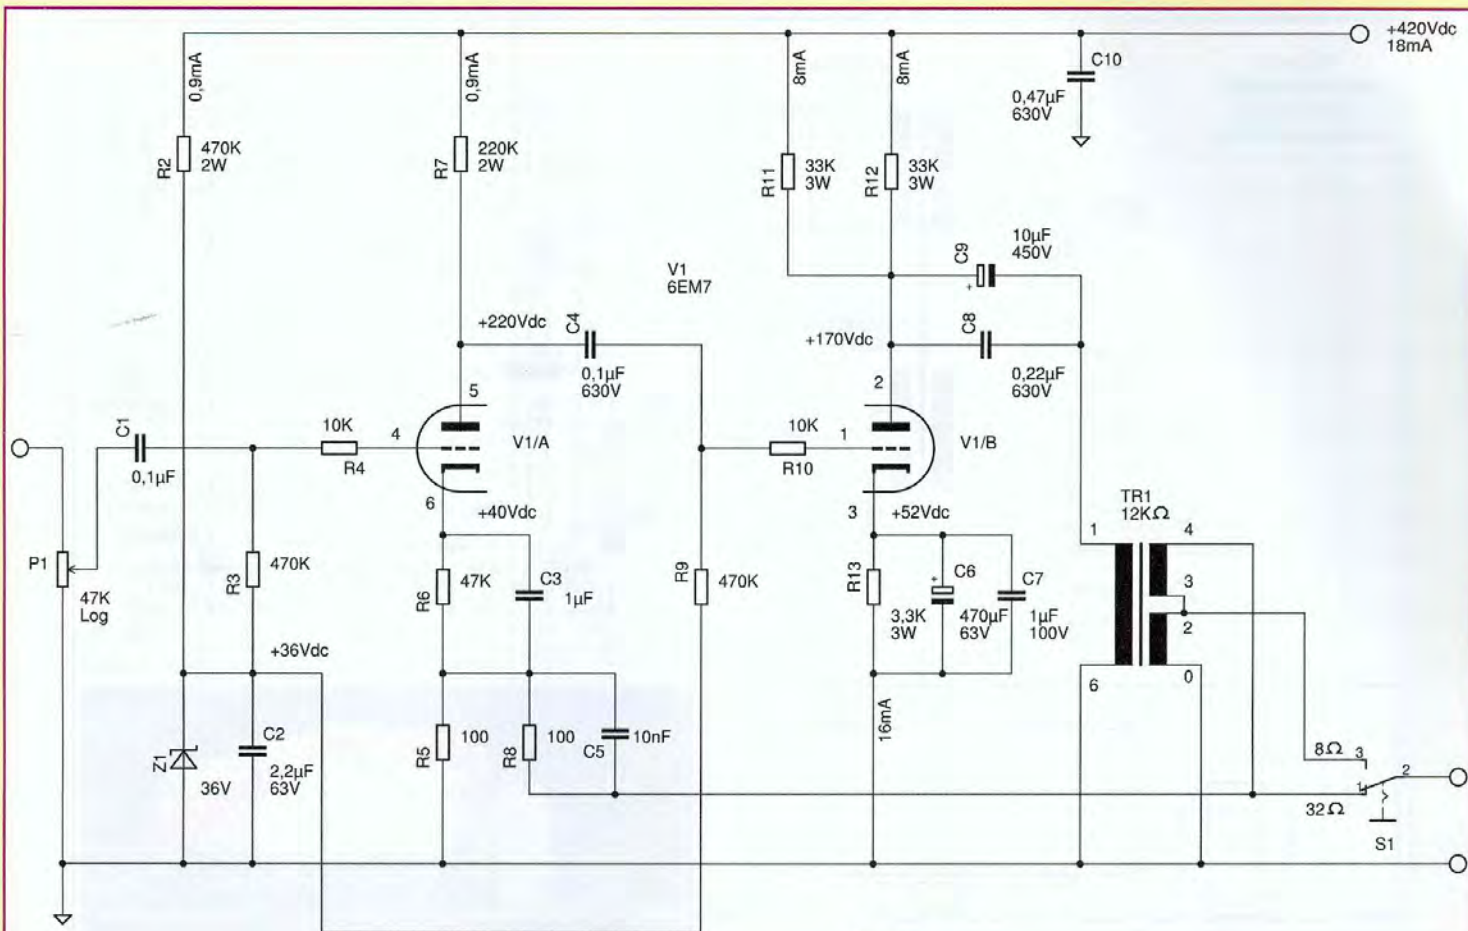 +420Vdc
18mA
0,9mA
0,9mA
8mA
8mA
C10
0,47µF
630V
R2
470K
2W
R7
220K
2W
R11
33K
3W
R12
33K
3W
10µF
450V
C9
+
V1
6EM7
+220Vdc
C4
0,1µF
630V
+170Vdc
C8
0,22µF
630V
5
2
C1
0,1µF
10K
R4
4
V1/A
10K
R10
1
V1/B
6
+40Vdc
3
+52Vdc
TR1
12KΩ
1
4
P1
47K
Log
R3
470K
R6
47K
C3
1µF
R9
470K
R13
3,3K
3W
+
C6
470µF
63V
C7
1µF
100V
3
2
6
0
+36Vdc
Z1
36V
C2
2,2µF
63V
R5
100
R8
100
C5
10nF
16mA
8Ω
3
2
1
32Ω
S1